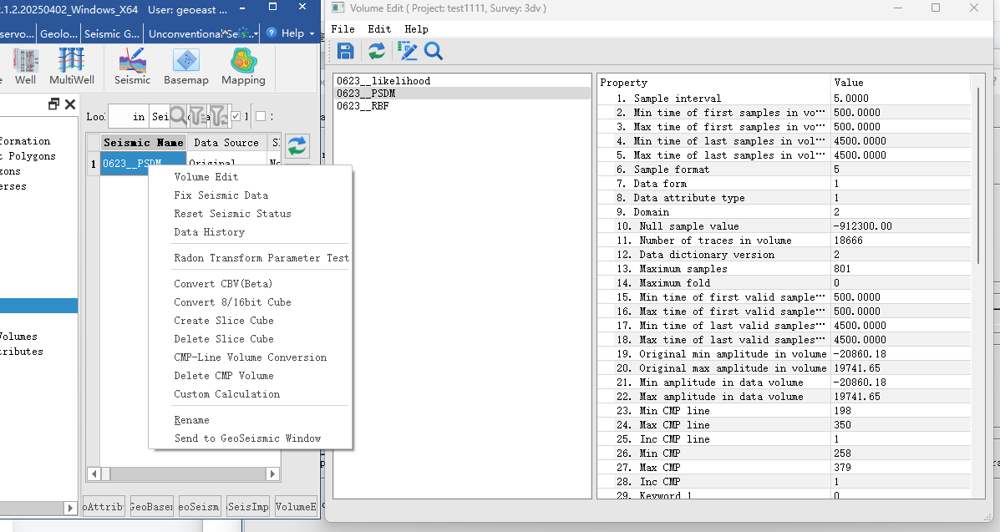 .1.2.20250402_Windows_X64 User: geoeast ...
servo... Geolo... Seismic G... Unconventional Se... Help
Well MultiWell Seismic Basemap Mapping
Loo in Sei
Seismic Name Data Source S
1 0623__PSDM Original
formation
t Polygons
zons
erses
Volumes
tributes
Volume Edit
Fix Seismic Data
Reset Seismic Status
Data History
Radon Transform Parameter Test
Convert CBV(Beta)
Convert 8/16bit Cube
Create Slice Cube
Delete Slice Cube
CMP-Line Volume Conversion
Delete CMP Volume
Custom Calculation
Rename
Send to GeoSeismic Window
oAttrib GeoBase eoSeism SeisImp VolumeE
Volume Edit ( Project: test1111, Survey: 3dv )
File Edit Help
0623__likelihood
0623__PSDM
0623__RBF
Property Value
1. Sample interval 5.0000
2. Min time of first samples in vo··· 500.0000
3. Max time of first samples in vo··· 500.0000
4. Min time of last samples in vol··· 4500.0000
5. Max time of last samples in vol··· 4500.0000
6. Sample format 5
7. Data form 1
8. Data attribute type 1
9. Domain 2
10. Null sample value -912300.00
11. Number of traces in volume 18666
12. Data dictionary version 2
13. Maximum samples 801
14. Maximum fold 0
15. Min time of first valid sample··· 500.0000
16. Max time of first valid sample··· 500.0000
17. Min time of last valid samples··· 4500.0000
18. Max time of last valid samples··· 4500.0000
19. Original min amplitude in volume -20860.18
20. Original max amplitude in volume 19741.65
21. Min amplitude in data volume -20860.18
22. Max amplitude in data volume 19741.65
23. Min CMP line 198
24. Max CMP line 350
25. Inc CMP line 1
26. Min CMP 258
27. Max CMP 379
28. Inc CMP 1
29. Keyword 1 0